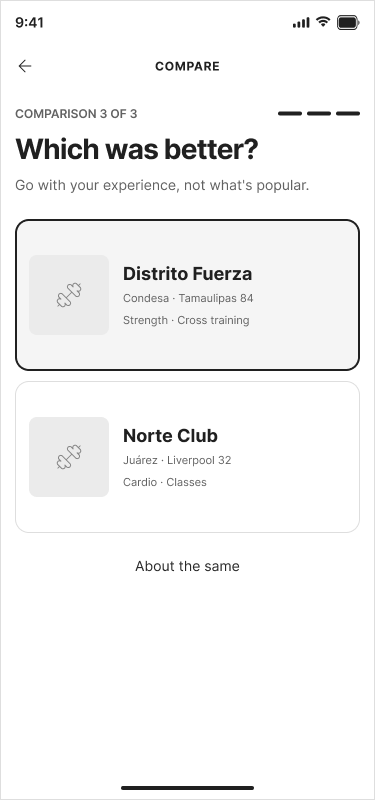 9:41
COMPARE
COMPARISON 3 OF 3
Which was better?
Go with your experience, not what's popular.
Distrito Fuerza
Condesa · Tamaulipas 84
Strength · Cross training
Norte Club
Juárez · Liverpool 32
Cardio · Classes
About the same